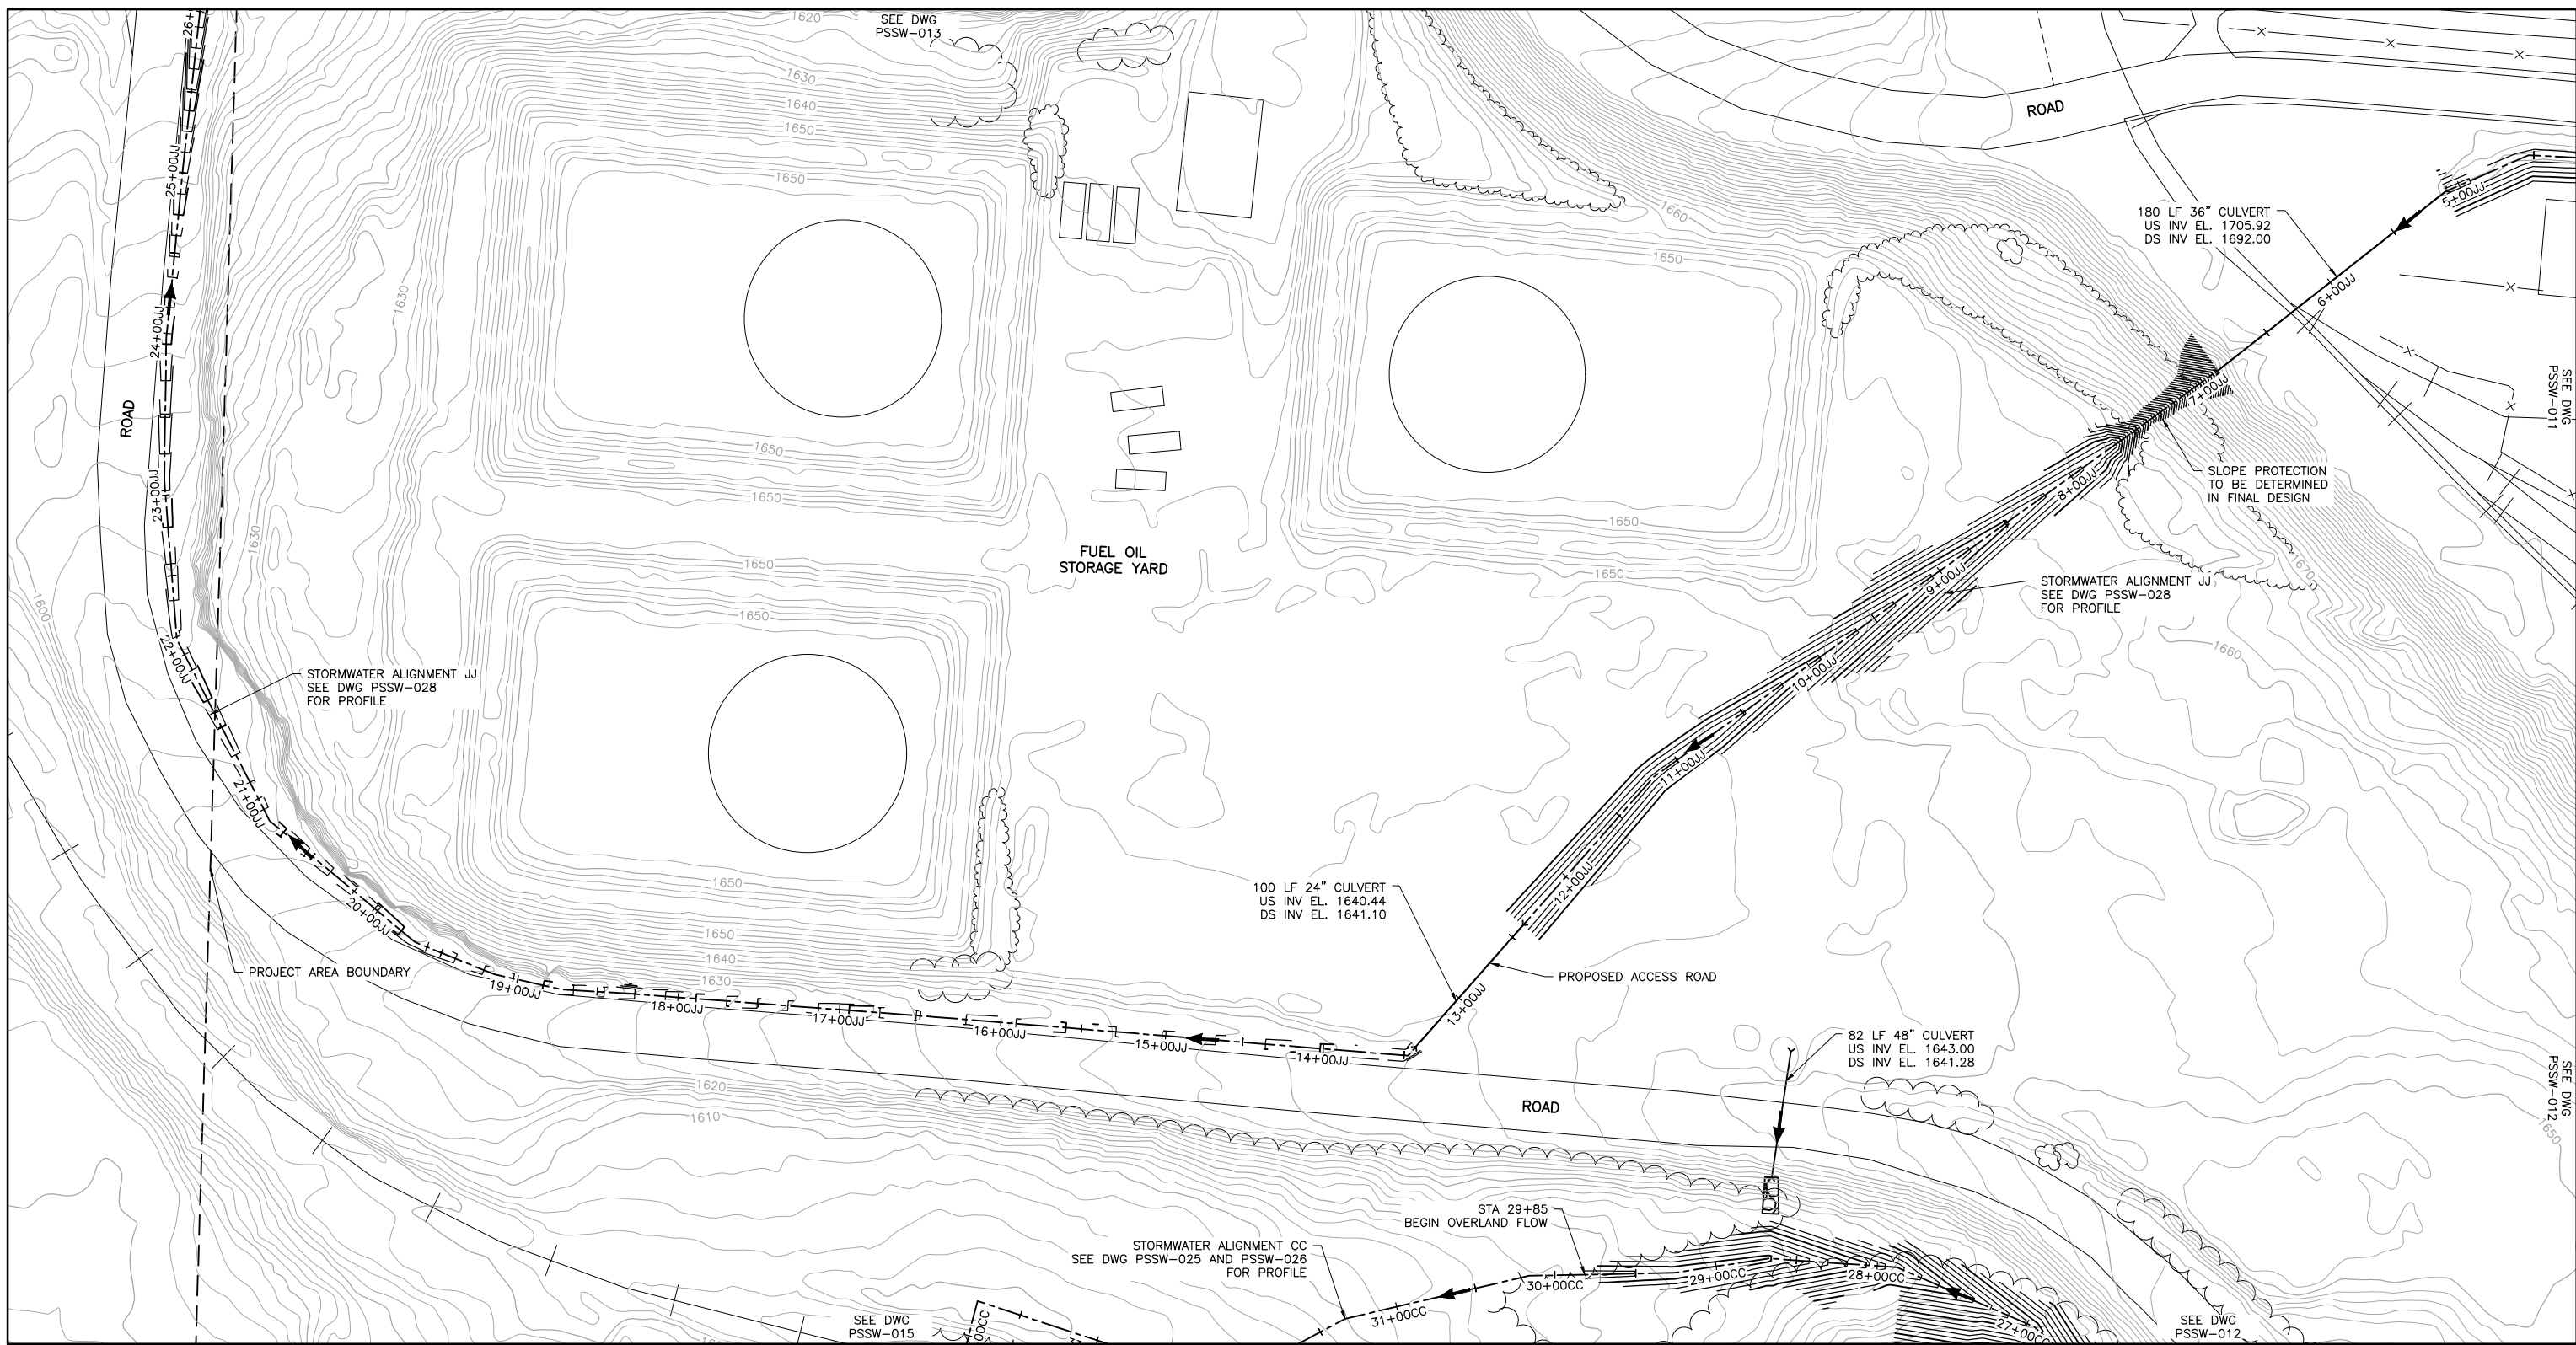 26+
1620
SEE DWG
PSSW-013
1630
1640
1650
1650
25+00JJ
ROAD
5+00JJ
180 LF 36" CULVERT
US INV EL. 1705.92
DS INV EL. 1692.00
1660
1650
1630
6+00JJ
24+00JJ
SEE DWG
PSSW-011
7+00JJ
ROAD
1650
SLOPE PROTECTION
TO BE DETERMINED
IN FINAL DESIGN
8+00JJ
1650
23+00JJ
1650
1630
FUEL OIL
STORAGE YARD
1650
1650
1670
9+00JJ
STORMWATER ALIGNMENT JJ
SEE DWG PSSW-028
FOR PROFILE
1600
1650
22+00JJ
1660
10+00JJ
STORMWATER ALIGNMENT JJ
SEE DWG PSSW-028
FOR PROFILE
11+00JJ
21+00JJ
1650
12+00JJ
100 LF 24" CULVERT
US INV EL. 1640.44
DS INV EL. 1641.10
20+00JJ
1650
1640
1630
PROJECT AREA BOUNDARY
PROPOSED ACCESS ROAD
19+00JJ
18+00JJ
17+00JJ
16+00JJ
15+00JJ
14+00JJ
13+00JJ
82 LF 48" CULVERT
US INV EL. 1643.00
DS INV EL. 1641.28
SEE DWG
PSSW-012
1620
1610
ROAD
1650
STA 29+85
BEGIN OVERLAND FLOW
STORMWATER ALIGNMENT CC
SEE DWG PSSW-025 AND PSSW-026
FOR PROFILE
30+00CC
29+00CC
28+00CC
31+00CC
27+00CC
00CC
SEE DWG
PSSW-015
SEE DWG
PSSW-012